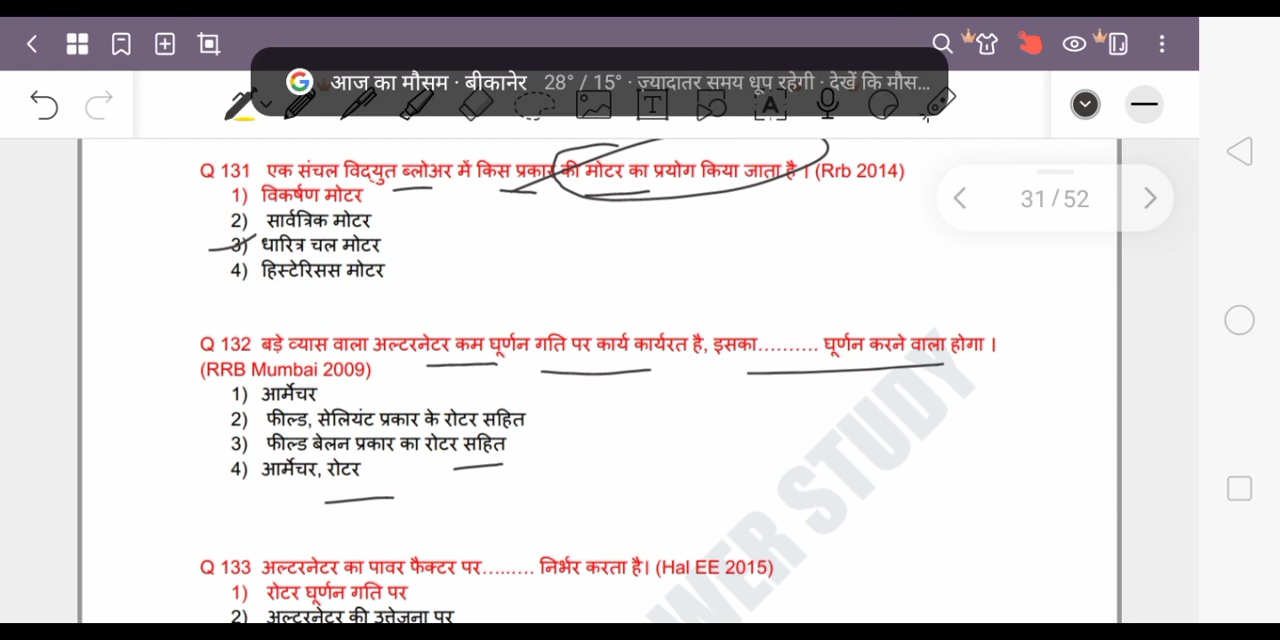 आज का मौसम · बीकानेर 28° / 15° · ज़्यादातर समय धूप रहेगी · देखें कि मौस...
31 / 52
Q 131 एक संचल विद्युत ब्लोअर में किस प्रकार की मोटर का प्रयोग किया जाता है । (Rrb 2014)
1) विकर्षण मोटर
2) सार्वत्रिक मोटर
3) धारित्र चल मोटर
4) हिस्टेरिसस मोटर
Q 132 बड़े व्यास वाला अल्टरनेटर कम घूर्णन गति पर कार्य कार्यरत है, इसका.......... घूर्णन करने वाला होगा ।
(RRB Mumbai 2009)
1) आर्मेचर
2) फील्ड, सेलियंट प्रकार के रोटर सहित
3) फील्ड बेलन प्रकार का रोटर सहित
4) आर्मेचर, रोटर
Q 133 अल्टरनेटर का पावर फैक्टर पर......... निर्भर करता है। (Hal EE 2015)
1) रोटर घूर्णन गति पर
2) अल्टरनेटर की उत्तेजना पर
WER STUDY